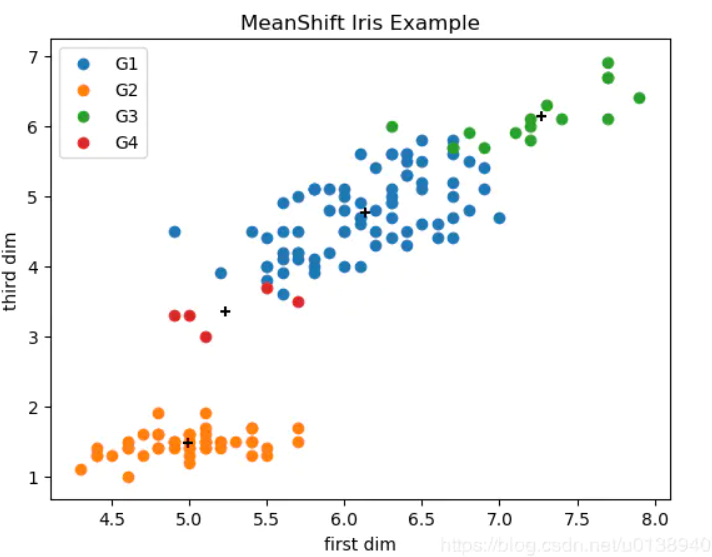 MeanShift Iris Example
G1
G2
G3
G4
7
6
5
4
3
2
1
third dim
4.5 5.0 5.5 6.0 6.5 7.0 7.5 8.0
first dim
https://blog.csdn.net/u0138940